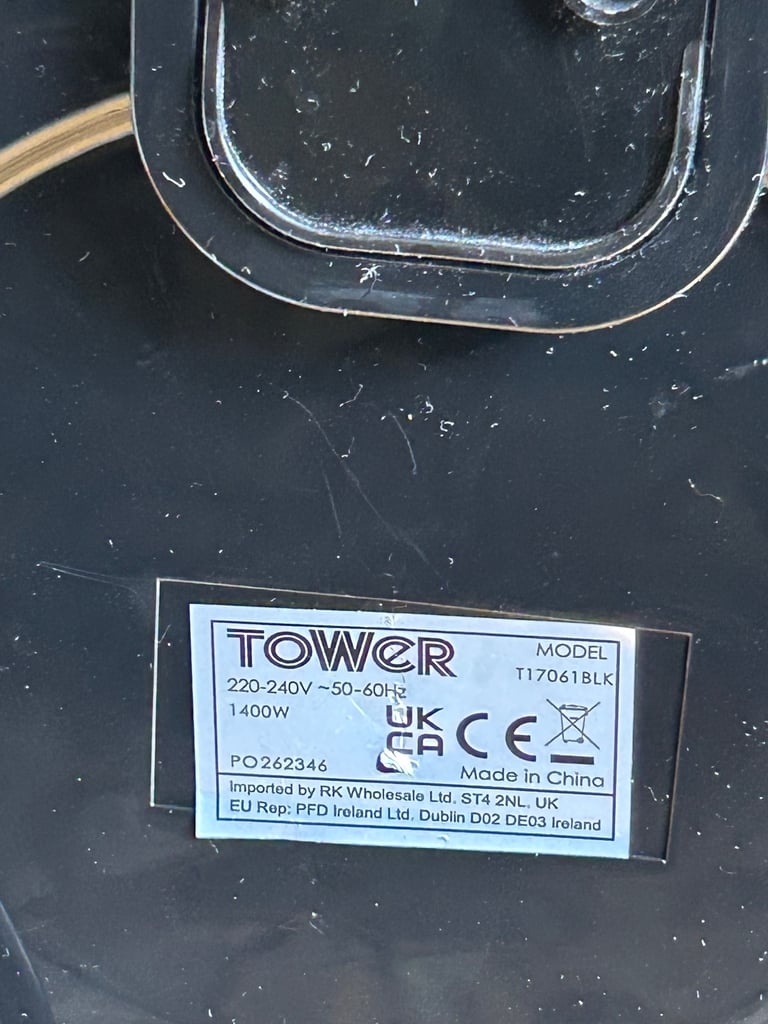 TOWER
MODEL
T17061BLK
220-240V ~50-60Hz
1400W
UK
CA
CE
PO262346
Made in China
Imported by RK Wholesale Ltd. ST4 2NL, UK
EU Rep: PFD Ireland Ltd, Dublin D02 DE03 Ireland